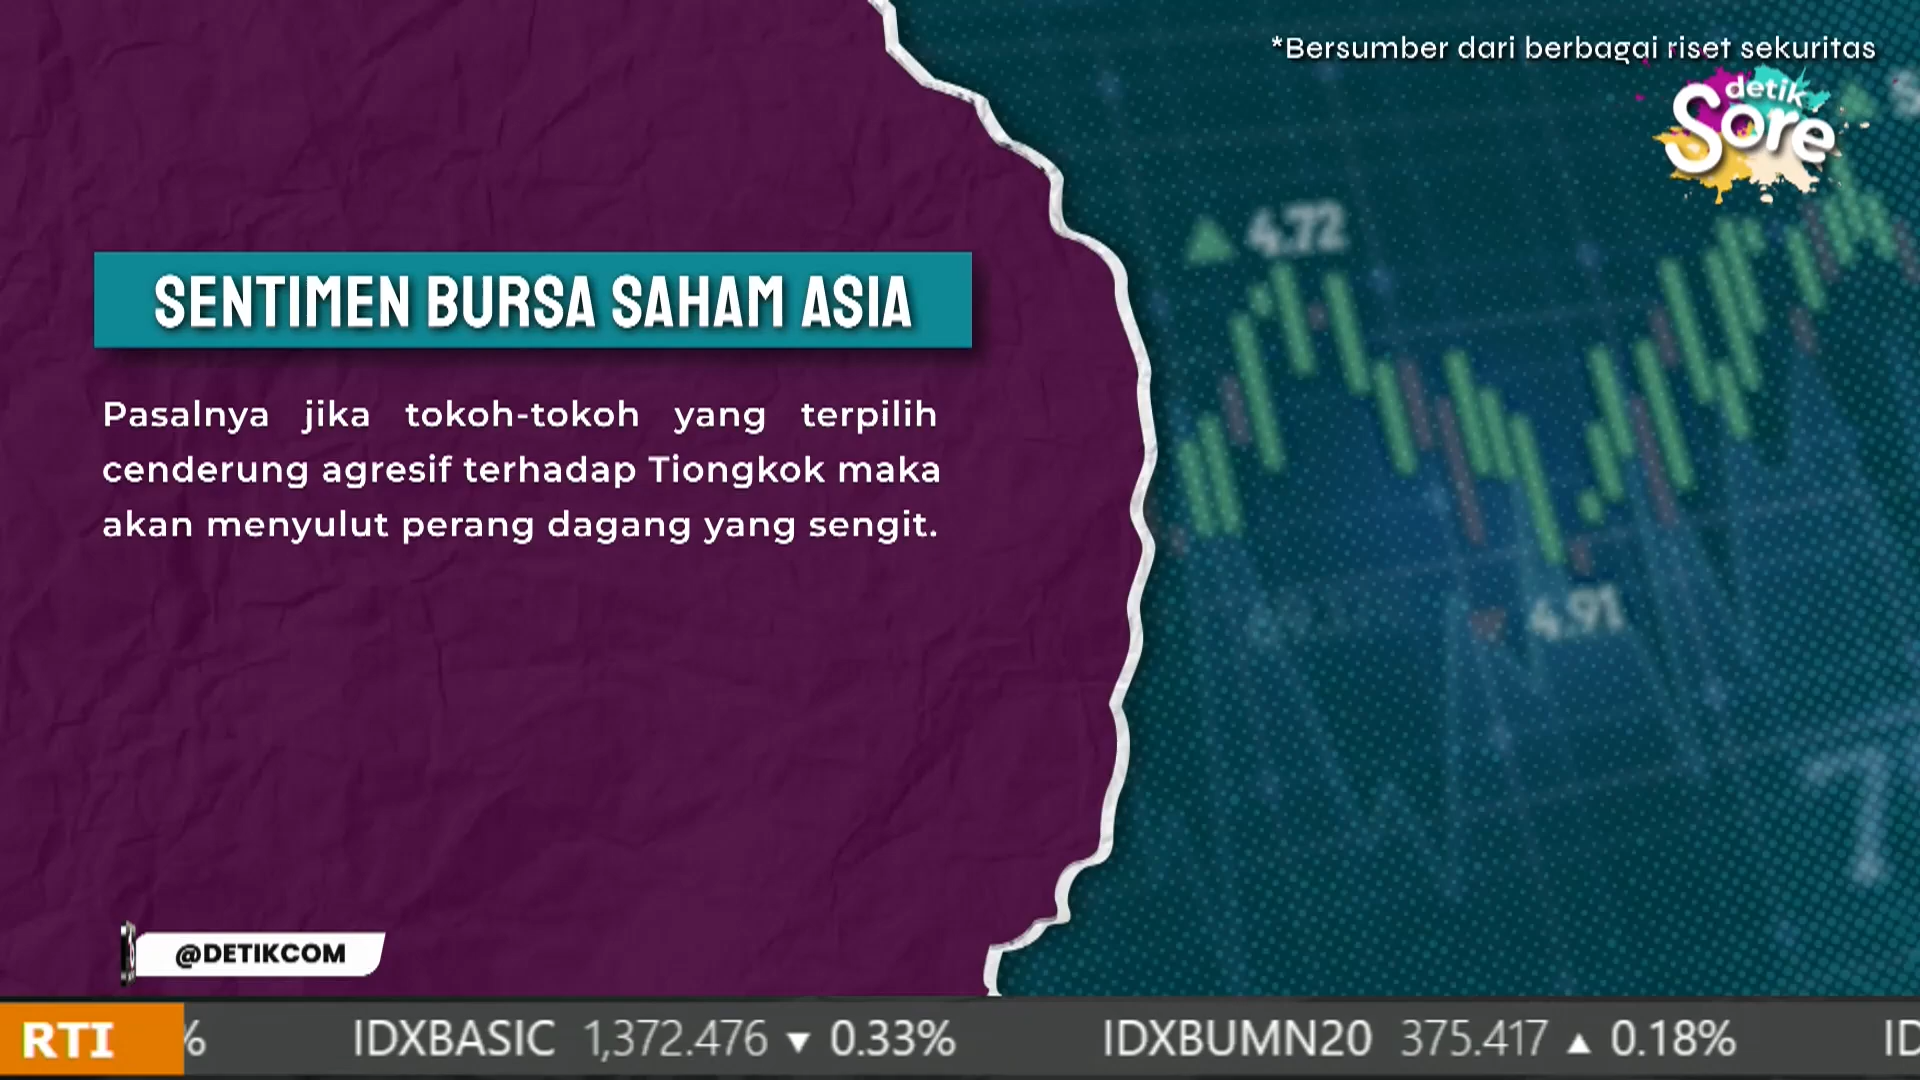 *Bersumber dari berbagai riset sekuritas
detik
Sore
4.72
SENTIMEN BURSA SAHAM ASIA
Pasalnya jika tokoh-tokoh yang terpilih
cenderung agresif terhadap Tiongkok maka
akan menyulut perang dagang yang sengit.
4.91
7
@DETIKCOM
RTI % IDXBASIC 1,372.476 ▼ 0.33% IDXBUMN20 375.417 ▲ 0.18% ID